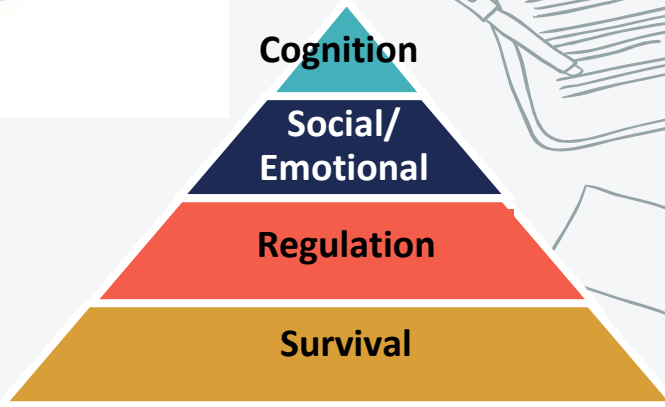 Cognition
Social/
Emotional
Regulation
Survival